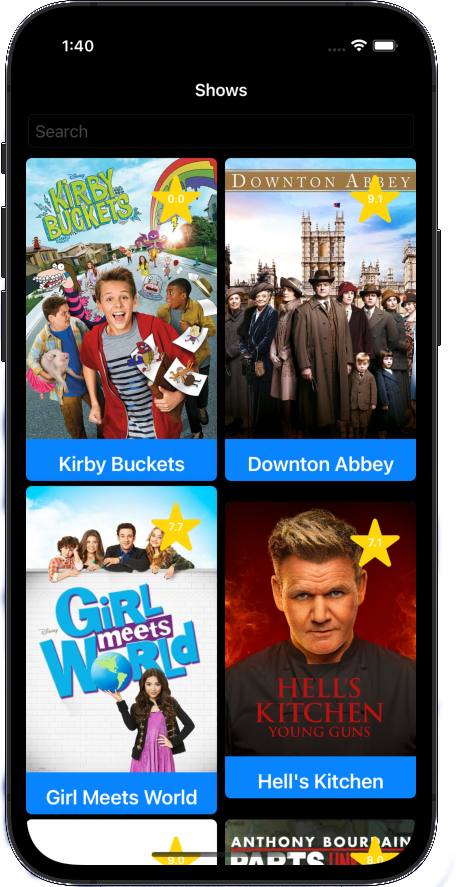 1:40
Shows
Search
Disney
KIRBY
BUCKETS
0.0
DOWNTON ABBEY
9.1
Kirby Buckets
Downton Abbey
7.7
Disney
GIRL
meets
WORLD
Girl Meets World
7.1
HELL'S
KITCHEN
YOUNG GUNS
Hell's Kitchen
9.0
ANTHONY BOURDAIN
PARTS UN
8.0